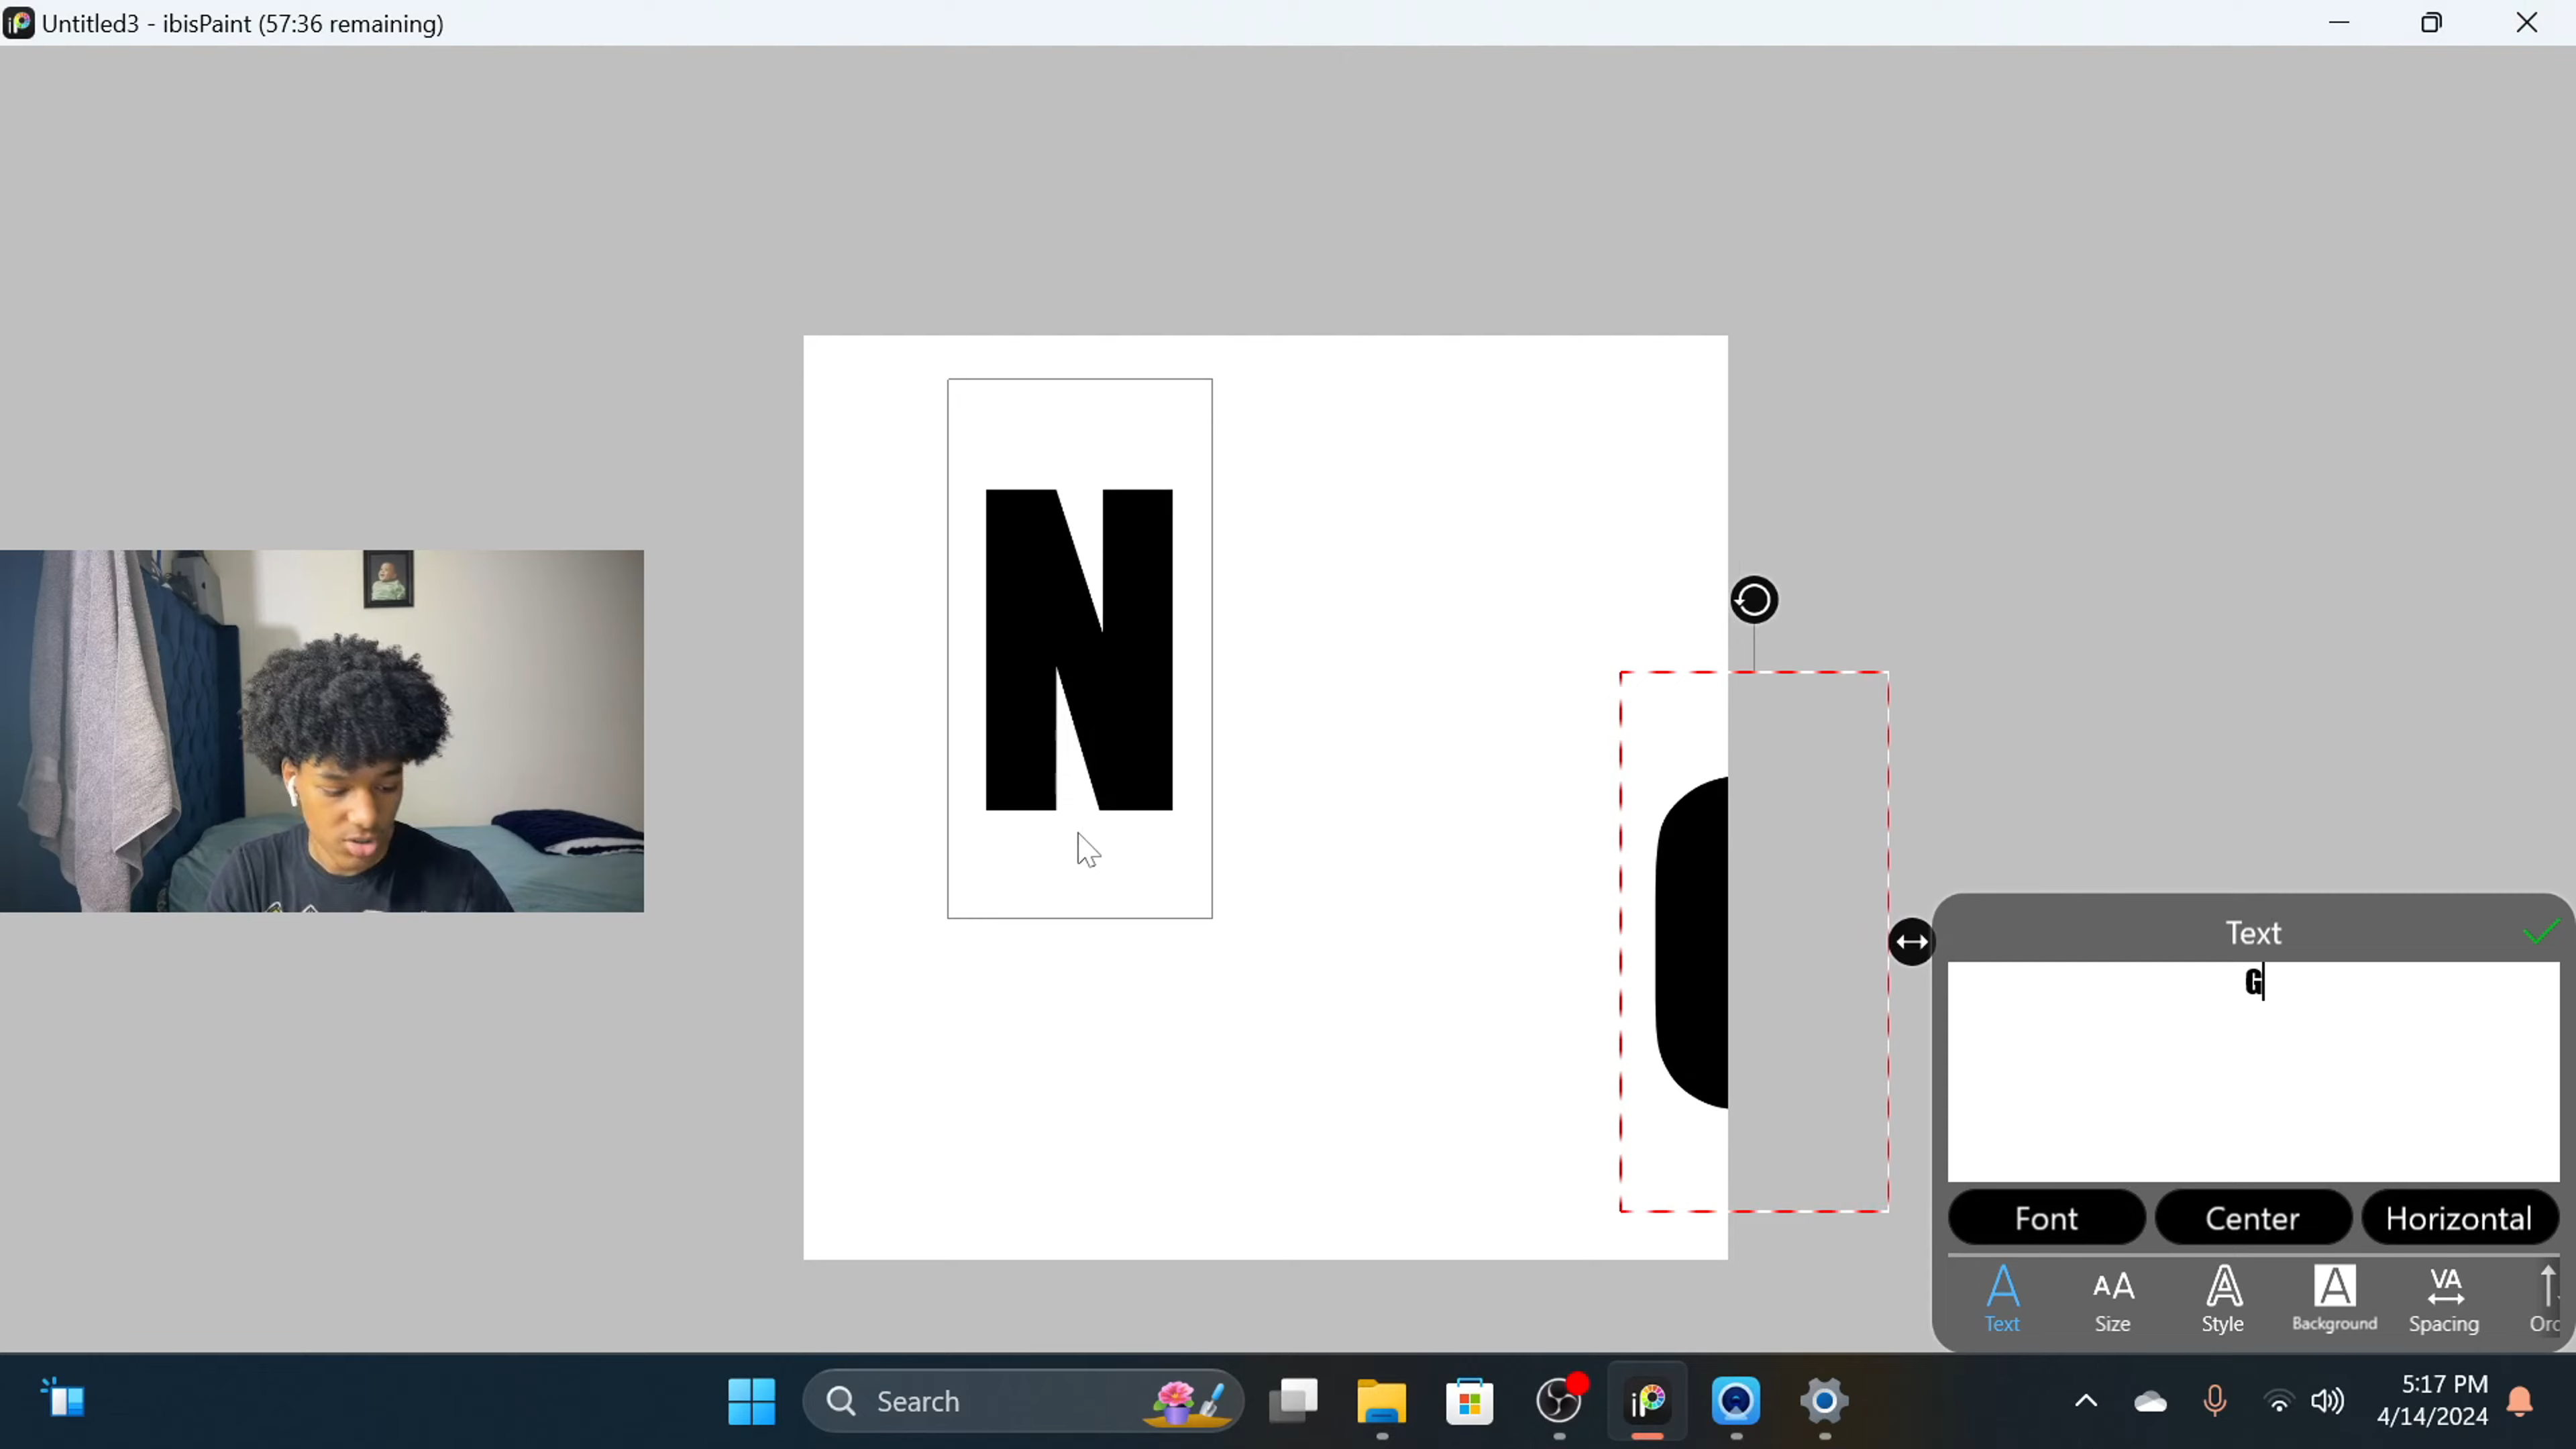 Untitled3 - ibisPaint (57:36 remaining)
N
Text
G
Font
Center
Horizontal
Text
Size
Style
Background
VA
Spacing
Search
5:17 PM
4/14/2024